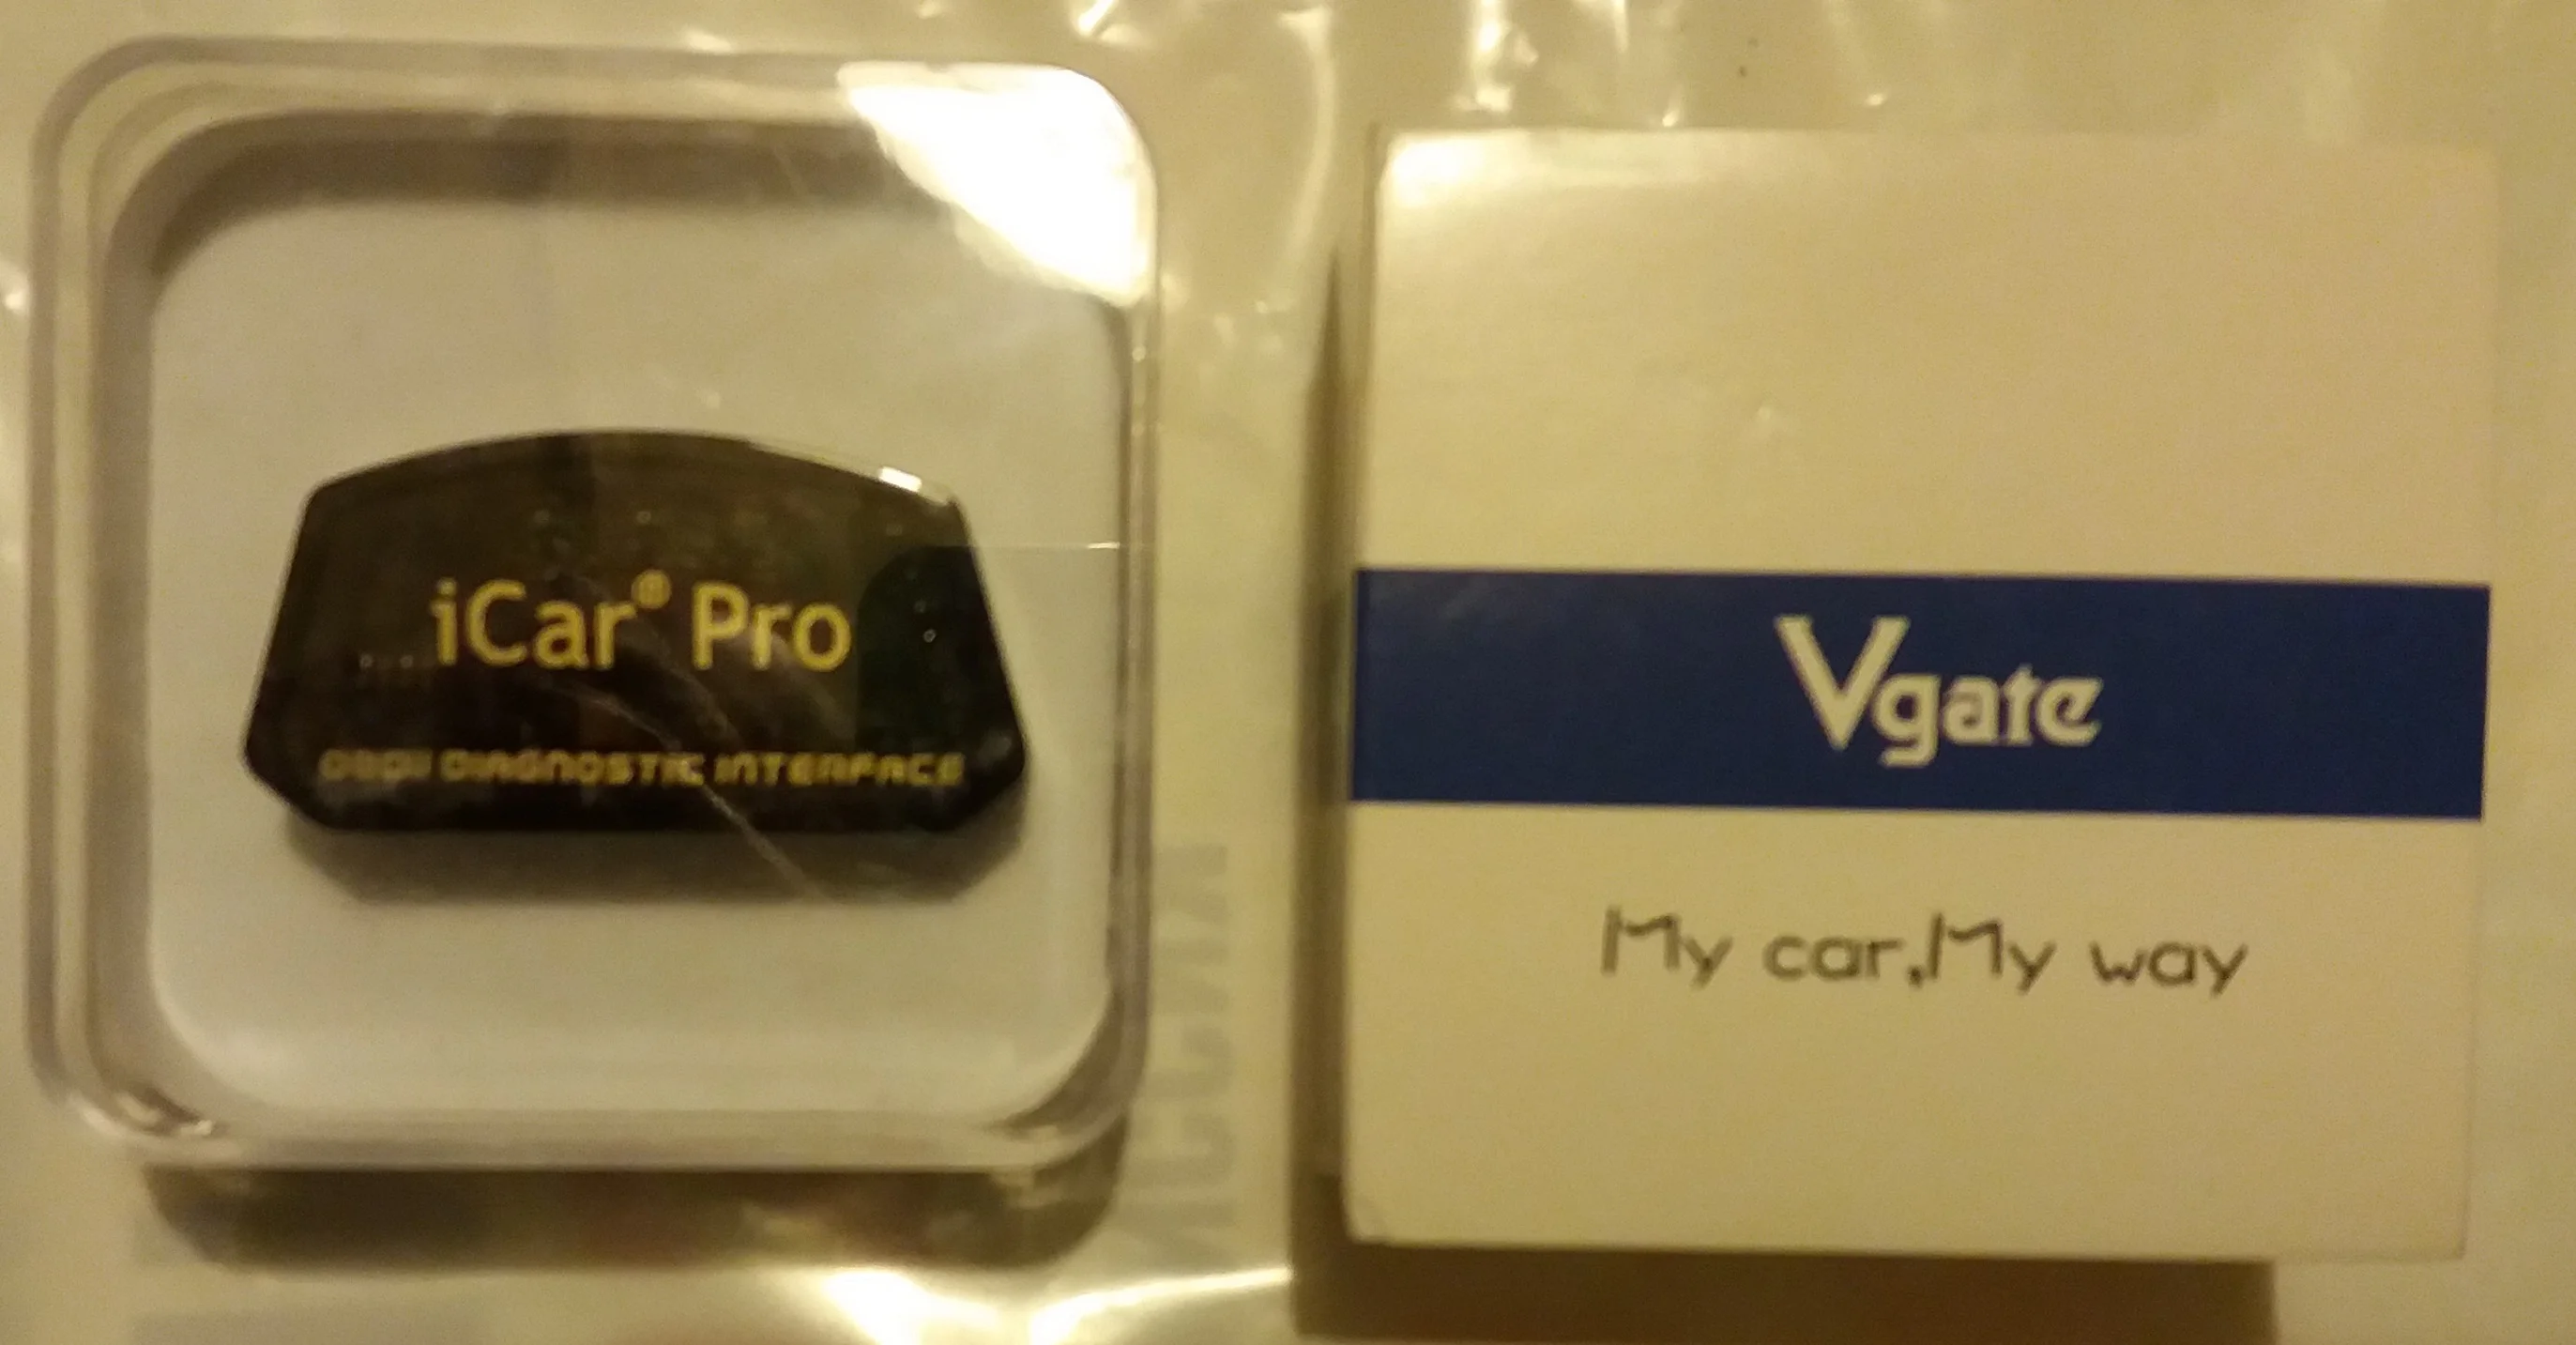 iCar® Pro
OBDII DIAGNOSTIC INTERFACE
Vgate
My car,My way